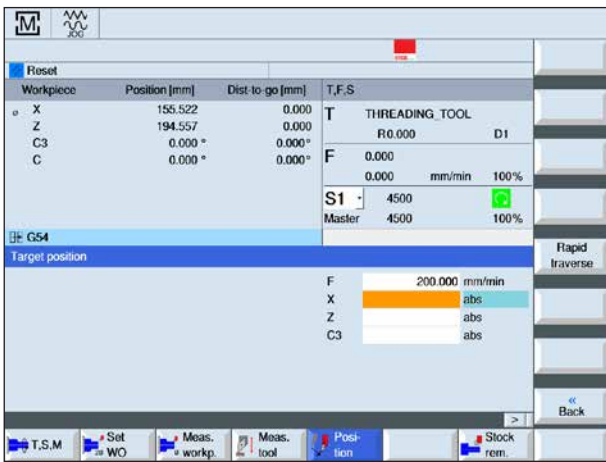 M
JOG
Reset
Workpiece Position [mm] Dist-to-go [mm]
X 155.522 0.000
Z 194.557 0.000
C3 0.000 ° 0.000°
C 0.000 ° 0.000°
G54
T,F,S
T THREADING_TOOL
R0.000 D1
F 0.000
0.000 mm/min 100%
S1 4500
Master 4500 100%
Target position
F 200.000 mm/min
X abs
Z abs
C3 abs
Rapid
traverse
«
Back
>
T,S,M
Set
WO
Meas.
workp.
Meas.
tool
Posi-
tion
Stock
rem.